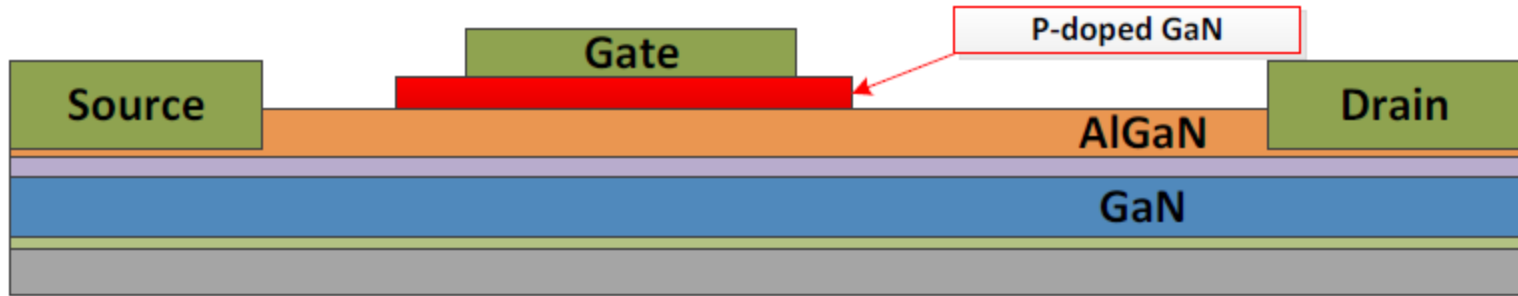 P-doped GaN
Gate
Source
Drain
AlGaN
GaN